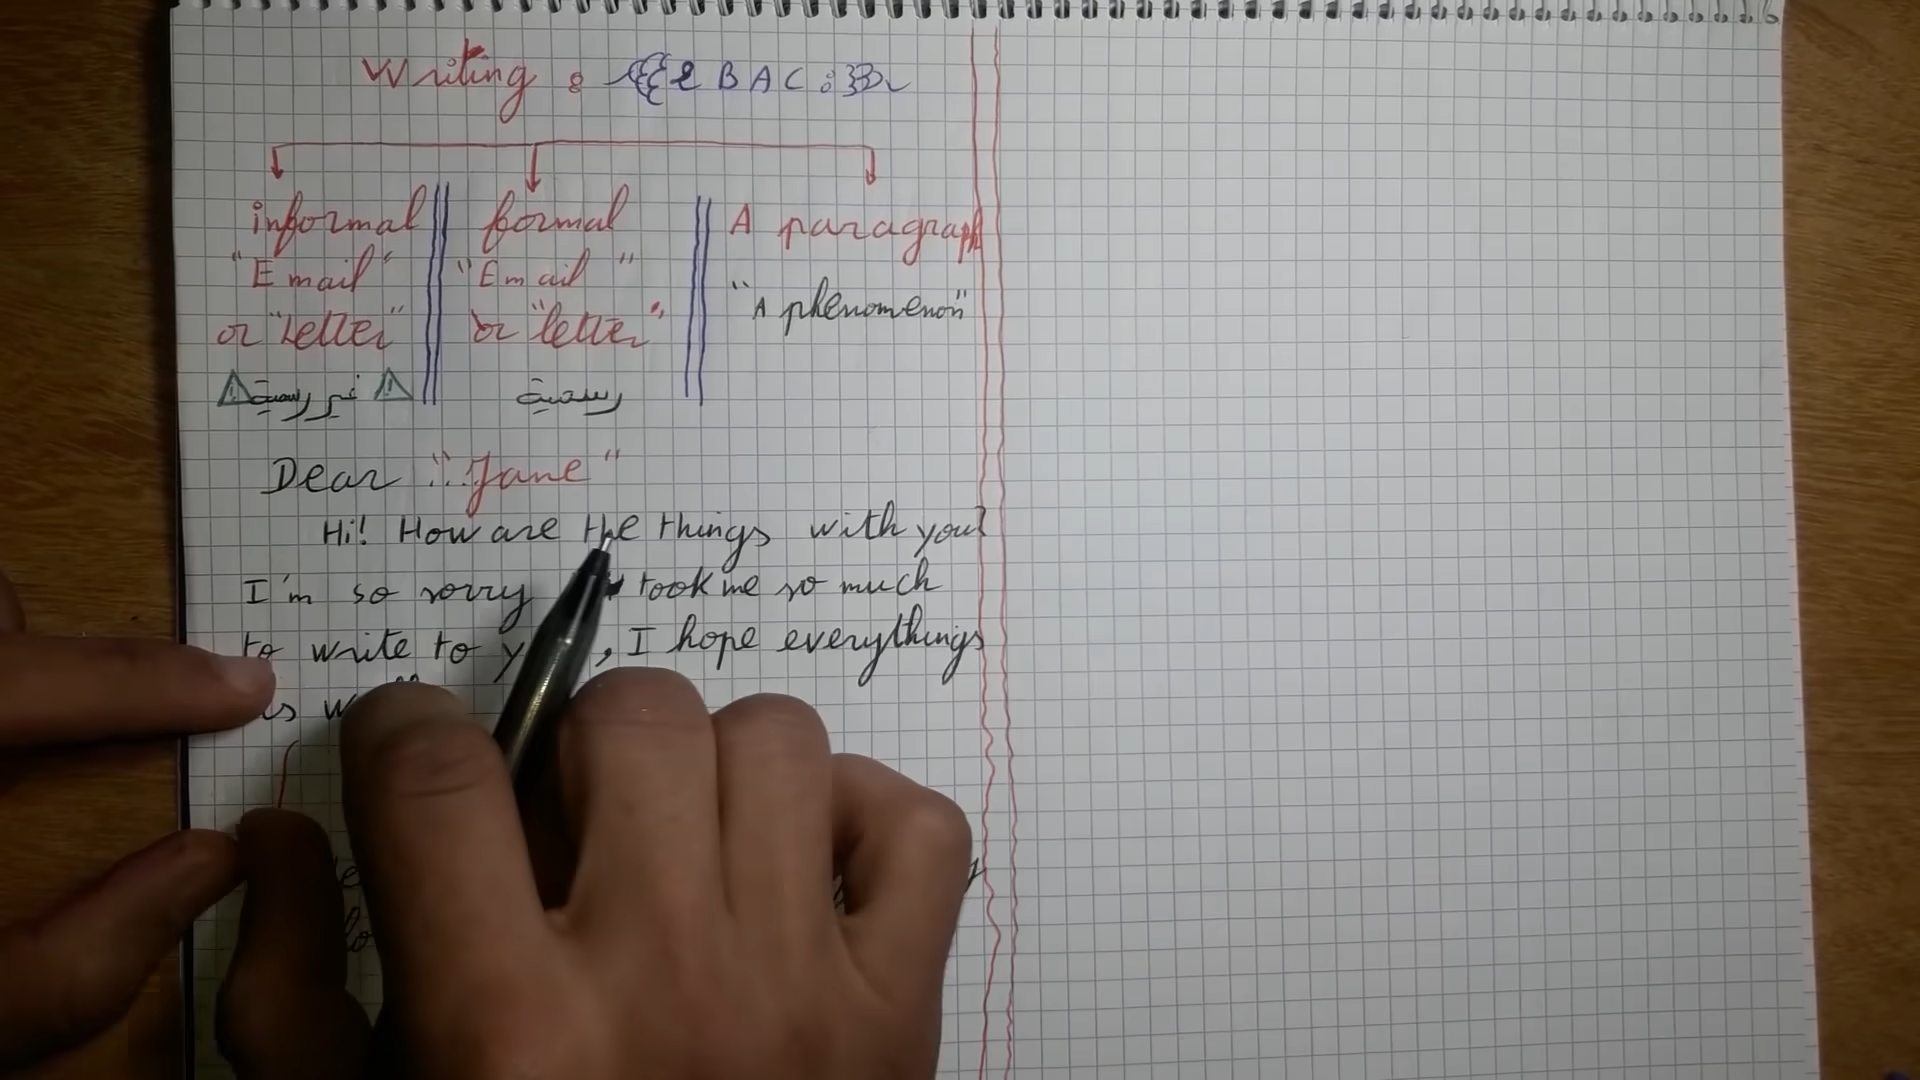 Writing : {{{2 BAC:}}}
informal
"Email"
or "Letter"
غير رسمية
formal
"Email"
or "letter"
رسمية
A paragraph
"A phenomenon"
Dear "...Jane"
Hi! How are the things with you?
I'm so sorry took me so much
to write to , I hope everythings
is